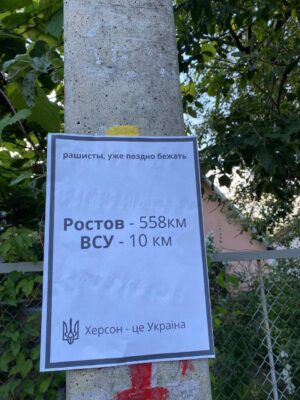 рашисты, уже поздно бежать
Ростов - 558км
ВСУ - 10 км
Херсон - це Україна